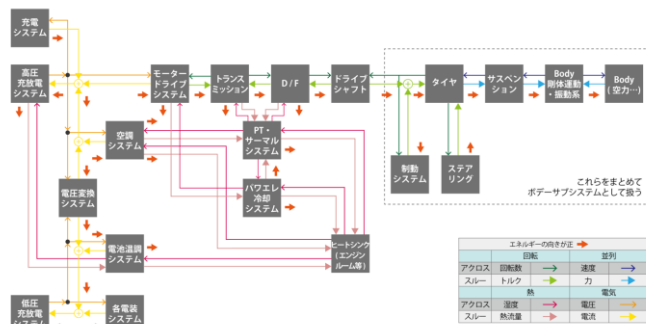 充電
システム
高圧
充放電
システム
モーター
ドライブ
システム
トランス
ミッション
D / F
ドライブ
シャフト
タイヤ
サスペン
ション
Body
剛体運動
・振動系
Body
(空力…)
空調
システム
PT・
サーマル
システム
制動
システム
ステア
リング
これらをまとめて
ボデーサブシステムとして扱う
電圧変換
システム
パワエレ
冷却
システム
電池温調
システム
ヒートシンク
(エンジン
ルーム等)
低圧
充放電
システム
各電装
システム
エネルギーの向きが正
回転 並列
アクロス 回転数 速度
スルー トルク 力
熱 電気
アクロス 温度 電圧
スルー 熱流量 電流